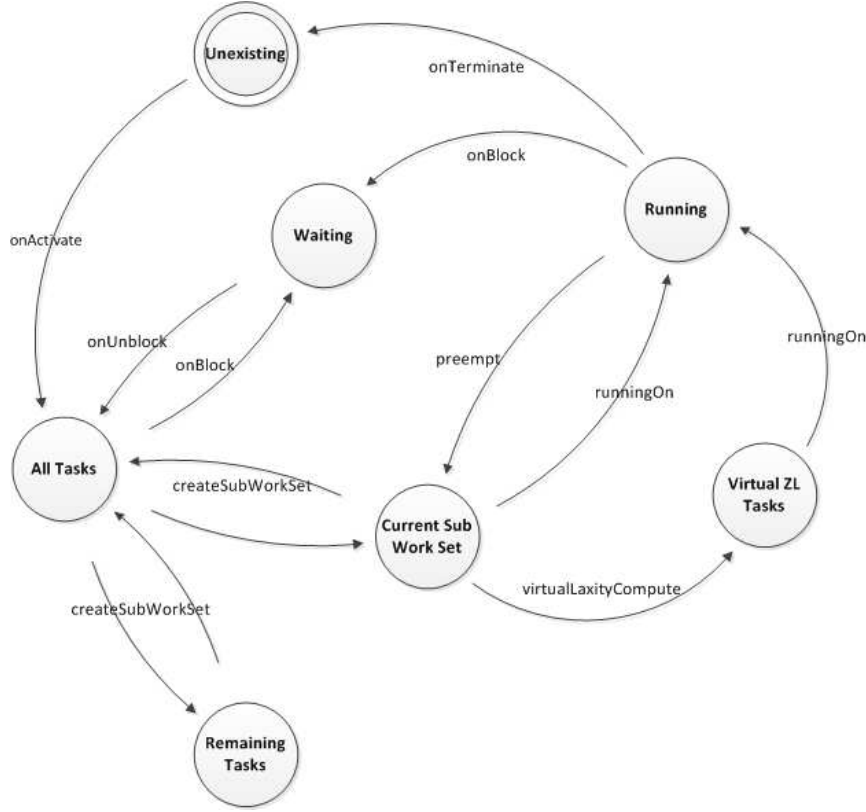 Unexisting
onTerminate
onBlock
Running
Waiting
onActivate
onUnblock
onBlock
preempt
runningOn
runningOn
All Tasks
createSubWorkSet
Current Sub
Work Set
Virtual ZL
Tasks
virtualLaxityCompute
createSubWorkSet
Remaining
Tasks